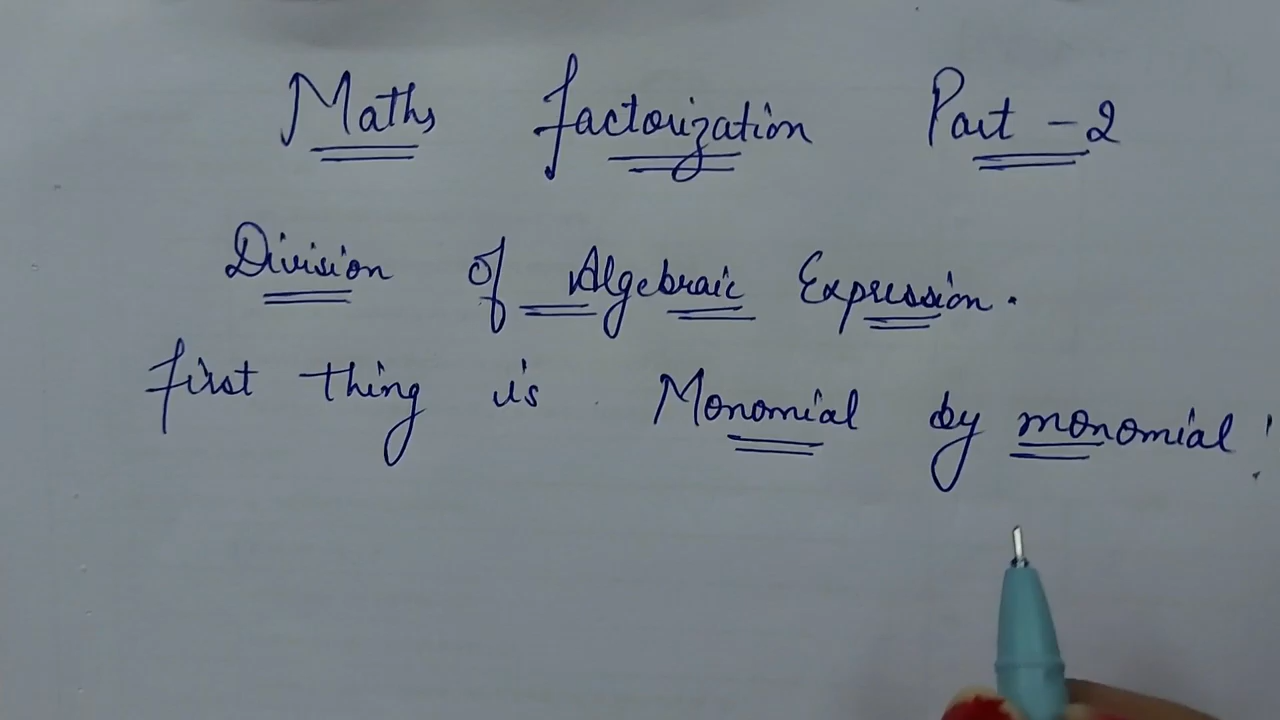 Maths factorization Part - 2
Division of Algebraic Expression.
first thing is Monomial by monomial !